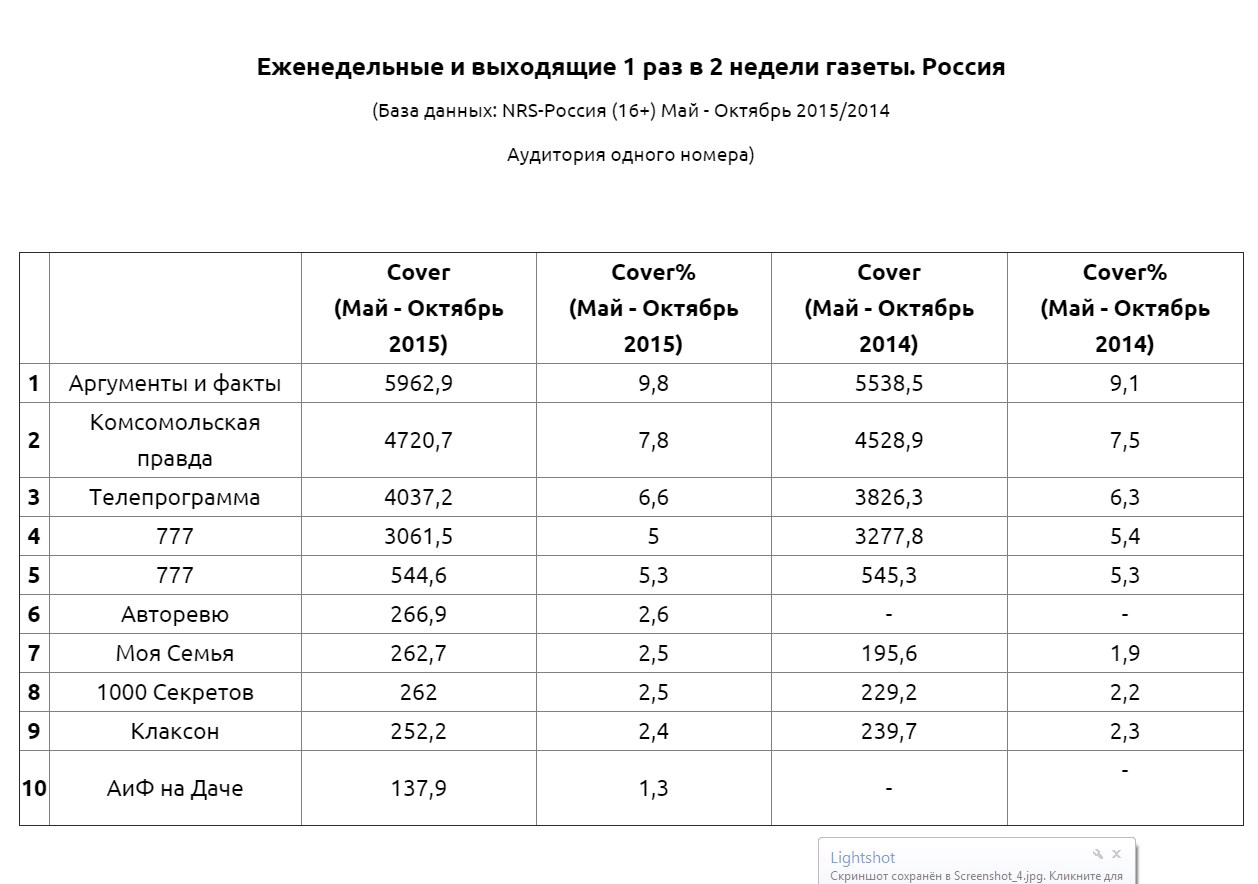 Еженедельные и выходящие 1 раз в 2 недели газеты. Россия
(База данных: NRS-Россия (16+) Май - Октябрь 2015/2014
Аудитория одного номера)
Cover (Май - Октябрь 2015) Cover% (Май - Октябрь 2015) Cover (Май - Октябрь 2014) Cover% (Май - Октябрь 2014)
1 Аргументы и факты 5962,9 9,8 5538,5 9,1
2 Комсомольская правда 4720,7 7,8 4528,9 7,5
3 Телепрограмма 4037,2 6,6 3826,3 6,3
4 777 3061,5 5 3277,8 5,4
5 777 544,6 5,3 545,3 5,3
6 Авторевю 266,9 2,6 - -
7 Моя Семья 262,7 2,5 195,6 1,9
8 1000 Секретов 262 2,5 229,2 2,2
9 Клаксон 252,2 2,4 239,7 2,3
10 АиФ на Даче 137,9 1,3 - -
Lightshot
Скриншот сохранён в Screenshot_4.jpg. Кликните для